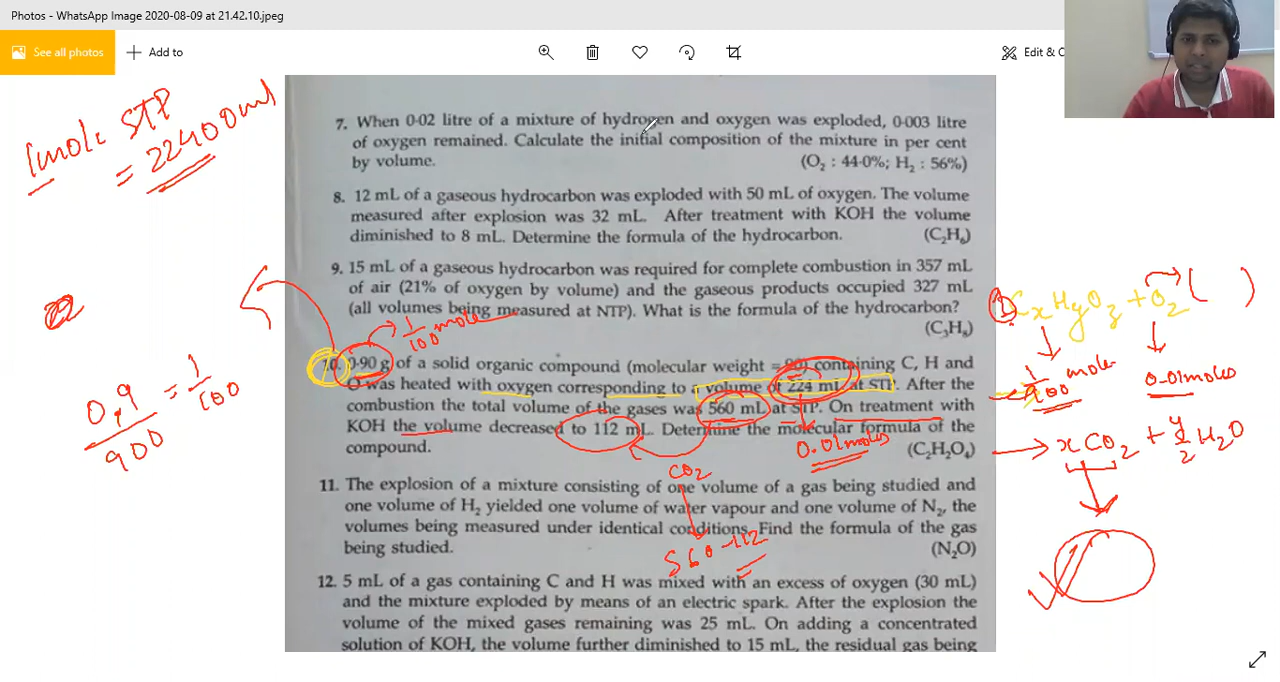 Photos - WhatsApp Image 2020-08-09 at 21.42.10.jpeg
See all photos
Add to
Edit & C
1 mole STP
= 22400 ml
7. When 0·02 litre of a mixture of hydrogen and oxygen was exploded, 0·003 litre
of oxygen remained. Calculate the initial composition of the mixture in per cent
by volume. (O₂ : 44·0%; H₂ : 56%)
8. 12 mL of a gaseous hydrocarbon was exploded with 50 mL of oxygen. The volume
measured after explosion was 32 mL. After treatment with KOH the volume
diminished to 8 mL. Determine the formula of the hydrocarbon. (C₂H₆)
9. 15 mL of a gaseous hydrocarbon was required for complete combustion in 357 mL
of air (21% of oxygen by volume) and the gaseous products occupied 327 mL
(all volumes being measured at NTP). What is the formula of the hydrocarbon?
(C₃H₈)
1/100 mole
10. 0·90 g of a solid organic compound (molecular weight = 90) containing C, H and
O was heated with oxygen corresponding to a volume of 224 mL at STP. After the
combustion the total volume of the gases was 560 mL at STP. On treatment with
KOH the volume decreased to 112 mL. Determine the molecular formula of the
compound. (C₂H₂O₄)
0.01 moles
CO₂
560-112
0.9/900 = 1/100
CxHyOz + O₂ ( )
1/100 mole
0.01 moles
xCO₂ + y/2 H₂O
11. The explosion of a mixture consisting of one volume of a gas being studied and
one volume of H₂ yielded one volume of water vapour and one volume of N₂, the
volumes being measured under identical conditions. Find the formula of the gas
being studied. (N₂O)
12. 5 mL of a gas containing C and H was mixed with an excess of oxygen (30 mL)
and the mixture exploded by means of an electric spark. After the explosion the
volume of the mixed gases remaining was 25 mL. On adding a concentrated
solution of KOH, the volume further diminished to 15 mL, the residual gas being